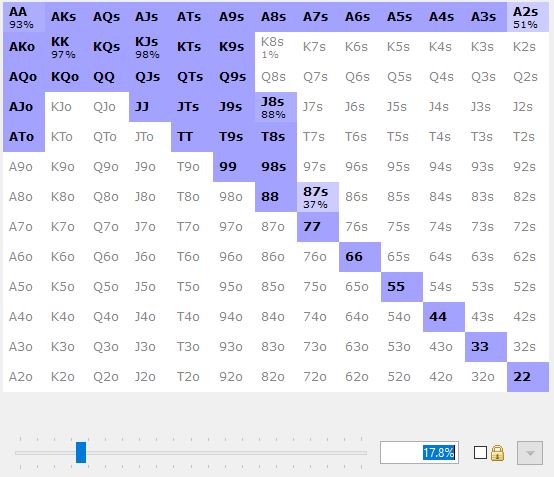 AA AKs AQs AJs ATs A9s A8s A7s A6s A5s A4s A3s A2s
93% 51%
AKo KK KQs KJs KTs K9s K8s K7s K6s K5s K4s K3s K2s
97% 98% 1%
AQo KQo QQ QJs QTs Q9s Q8s Q7s Q6s Q5s Q4s Q3s Q2s
AJo KJo QJo JJ JTs J9s J8s J7s J6s J5s J4s J3s J2s
88%
ATo KTo QTo JTo TT T9s T8s T7s T6s T5s T4s T3s T2s
A9o K9o Q9o J9o T9o 99 98s 97s 96s 95s 94s 93s 92s
A8o K8o Q8o J8o T8o 98o 88 87s 86s 85s 84s 83s 82s
37%
A7o K7o Q7o J7o T7o 97o 87o 77 76s 75s 74s 73s 72s
A6o K6o Q6o J6o T6o 96o 86o 76o 66 65s 64s 63s 62s
A5o K5o Q5o J5o T5o 95o 85o 75o 65o 55 54s 53s 52s
A4o K4o Q4o J4o T4o 94o 84o 74o 64o 54o 44 43s 42s
A3o K3o Q3o J3o T3o 93o 83o 73o 63o 53o 43o 33 32s
A2o K2o Q2o J2o T2o 92o 82o 72o 62o 52o 42o 32o 22
17.8%